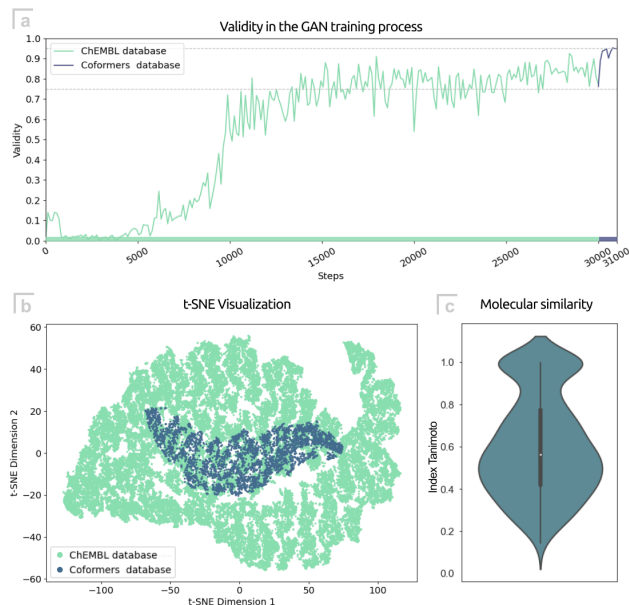 a
Validity in the GAN training process
1.0
0.9
0.8
0.7
0.6
0.5
0.4
0.3
0.2
0.1
0.0
Validity
ChEMBL database
Coformers database
0
5000
10000
15000
20000
25000
30000
31000
Steps
b
t-SNE Visualization
60
40
20
0
−20
−40
−60
t-SNE Dimension 2
ChEMBL database
Coformers database
−100
−50
0
50
100
t-SNE Dimension 1
c
Molecular similarity
1.0
0.8
0.6
0.4
0.2
0.0
Index Tanimoto